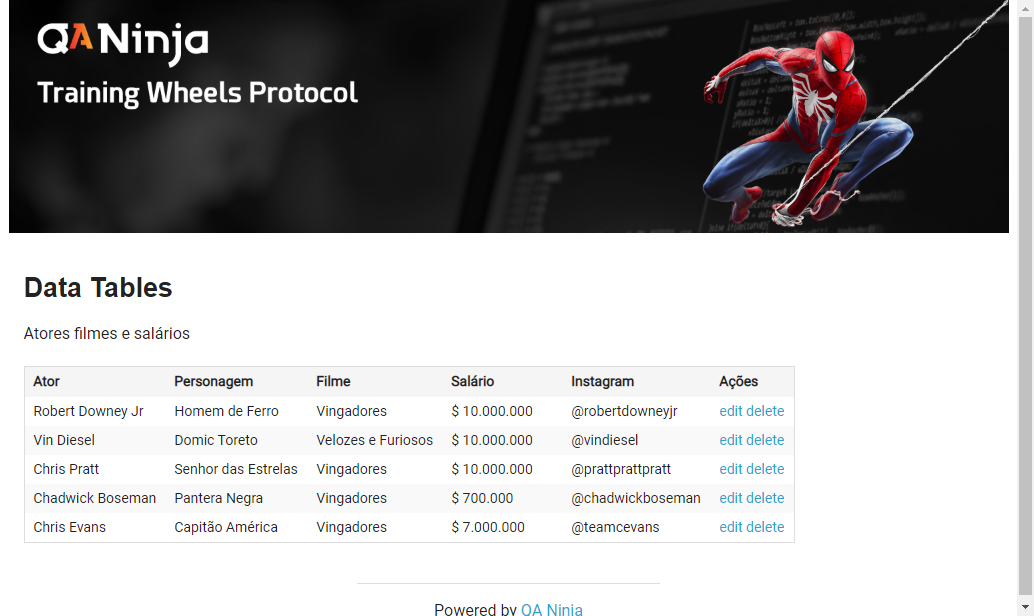 QANinja
Training Wheels Protocol
Data Tables
Atores filmes e salários
Ator Personagem Filme Salário Instagram Ações
Robert Downey Jr Homem de Ferro Vingadores $ 10.000.000 @robertdowneyjr edit delete
Vin Diesel Domic Toreto Velozes e Furiosos $ 10.000.000 @vindiesel edit delete
Chris Pratt Senhor das Estrelas Vingadores $ 10.000.000 @prattprattpratt edit delete
Chadwick Boseman Pantera Negra Vingadores $ 700.000 @chadwickboseman edit delete
Chris Evans Capitão América Vingadores $ 7.000.000 @teamcevans edit delete
Powered by QA Ninja